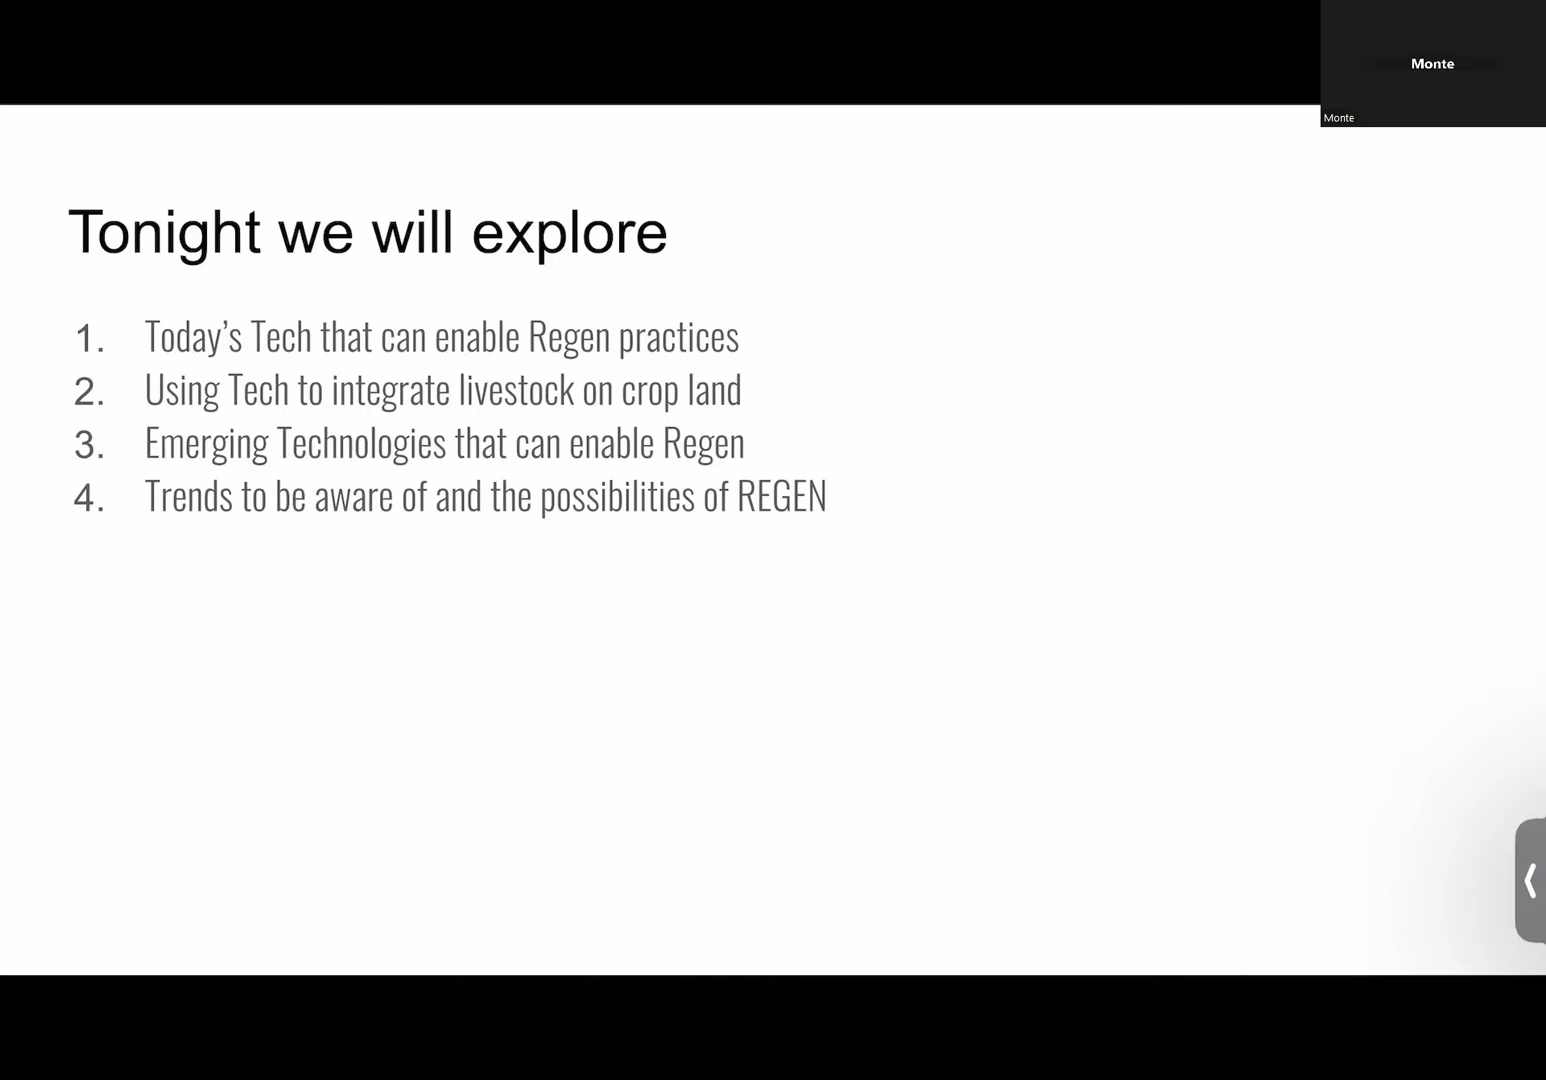 Monte
Monte
Tonight we will explore
1. Today’s Tech that can enable Regen practices
2. Using Tech to integrate livestock on crop land
3. Emerging Technologies that can enable Regen
4. Trends to be aware of and the possibilities of REGEN